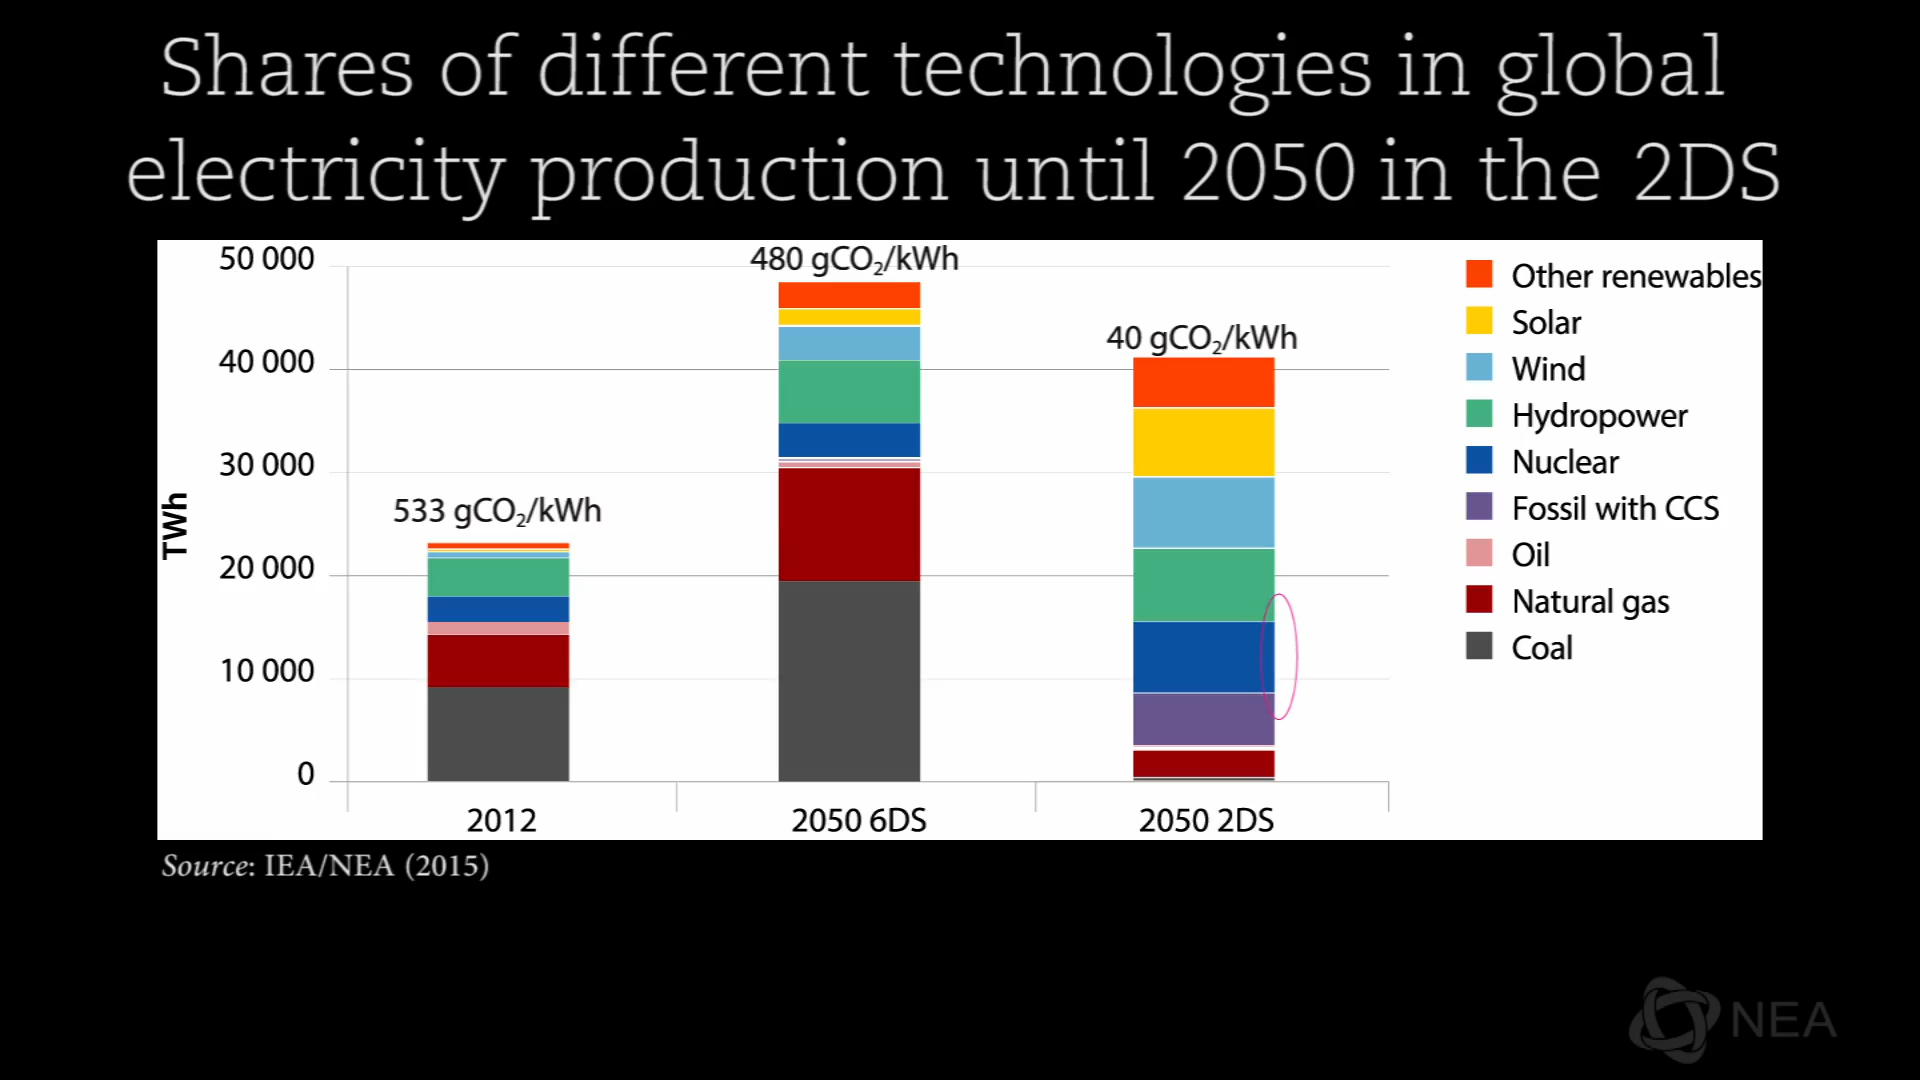 Shares of different technologies in global
electricity production until 2050 in the 2DS
50 000
40 000
30 000
20 000
10 000
0
TWh
533 gCO₂/kWh
480 gCO₂/kWh
40 gCO₂/kWh
2012
2050 6DS
2050 2DS
Other renewables
Solar
Wind
Hydropower
Nuclear
Fossil with CCS
Oil
Natural gas
Coal
Source: IEA/NEA (2015)
NEA